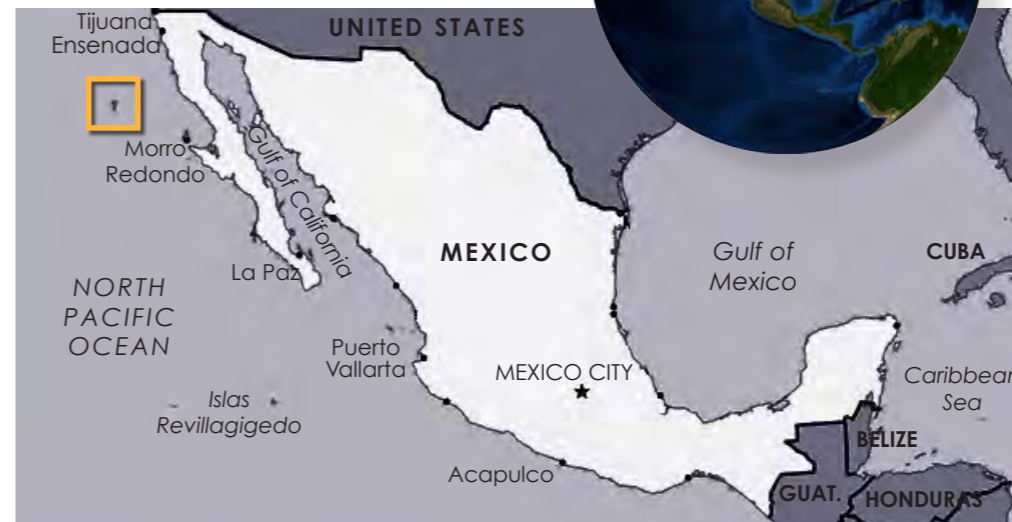 Tijuana
Ensenada
UNITED STATES
Morro
Redondo
Gulf of California
La Paz
MEXICO
Gulf of
Mexico
CUBA
NORTH
PACIFIC
OCEAN
Puerto
Vallarta
MEXICO CITY
Caribbean
Sea
Islas
Revillagigedo
BELIZE
Acapulco
GUAT.
HONDURAS